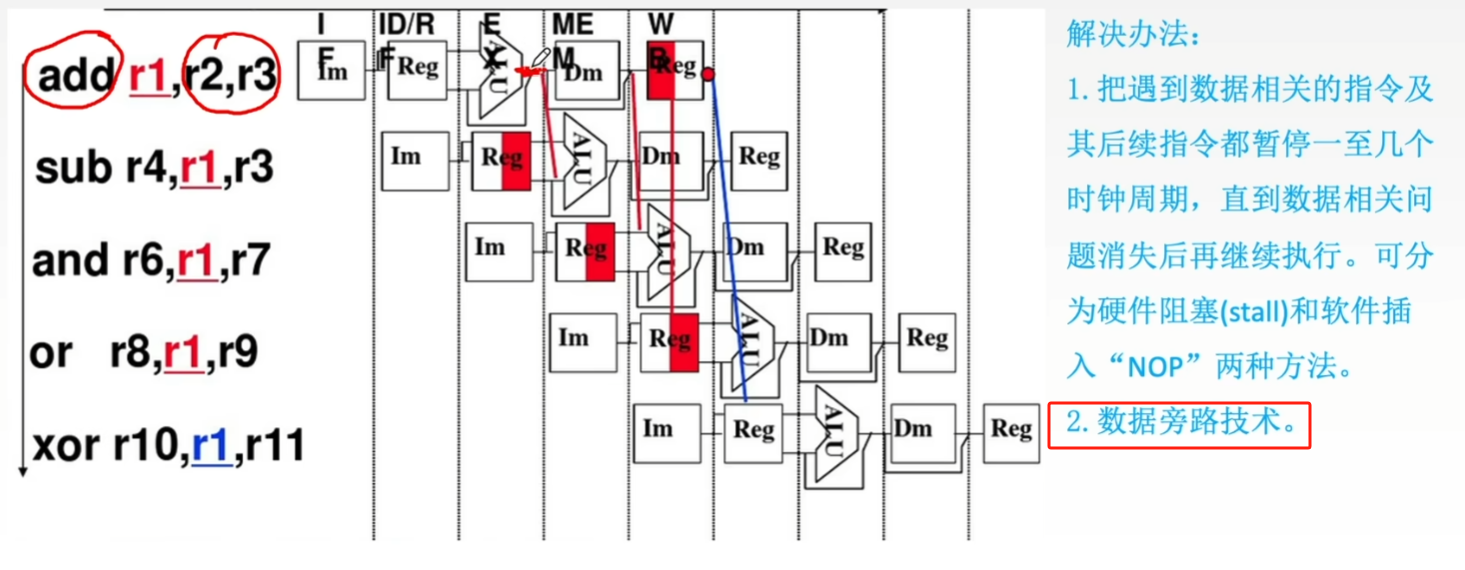 IF ID/RF EX MEM WB
add r1,r2,r3 Im Reg ALU Dm Reg
sub r4,r1,r3 Im Reg ALU Dm Reg
and r6,r1,r7 Im Reg ALU Dm Reg
or r8,r1,r9 Im Reg ALU Dm Reg
xor r10,r1,r11 Im Reg ALU Dm Reg
解决办法：
1. 把遇到数据相关的指令及
其后续指令都暂停一至几个
时钟周期，直到数据相关问
题消失后再继续执行。可分
为硬件阻塞(stall)和软件插
入“NOP”两种方法。
2. 数据旁路技术。